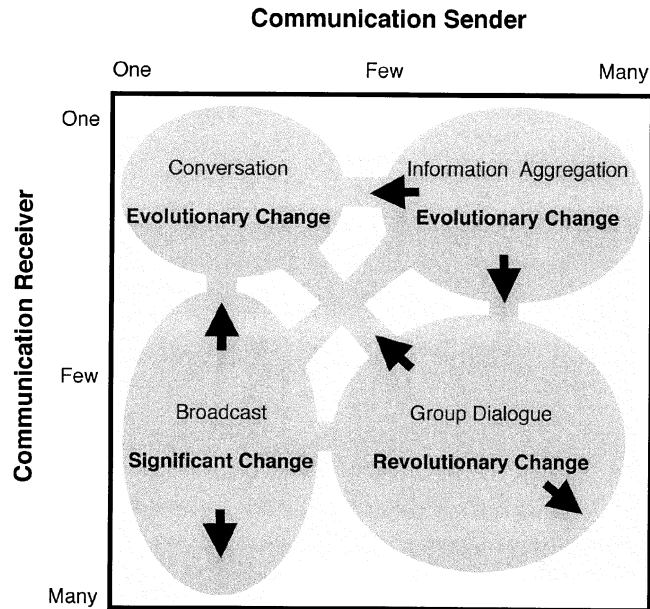 Communication Sender
One Few Many
One
Conversation
Evolutionary Change
Information Aggregation
Evolutionary Change
Communication Receiver
Few
Broadcast
Significant Change
Group Dialogue
Revolutionary Change
Many